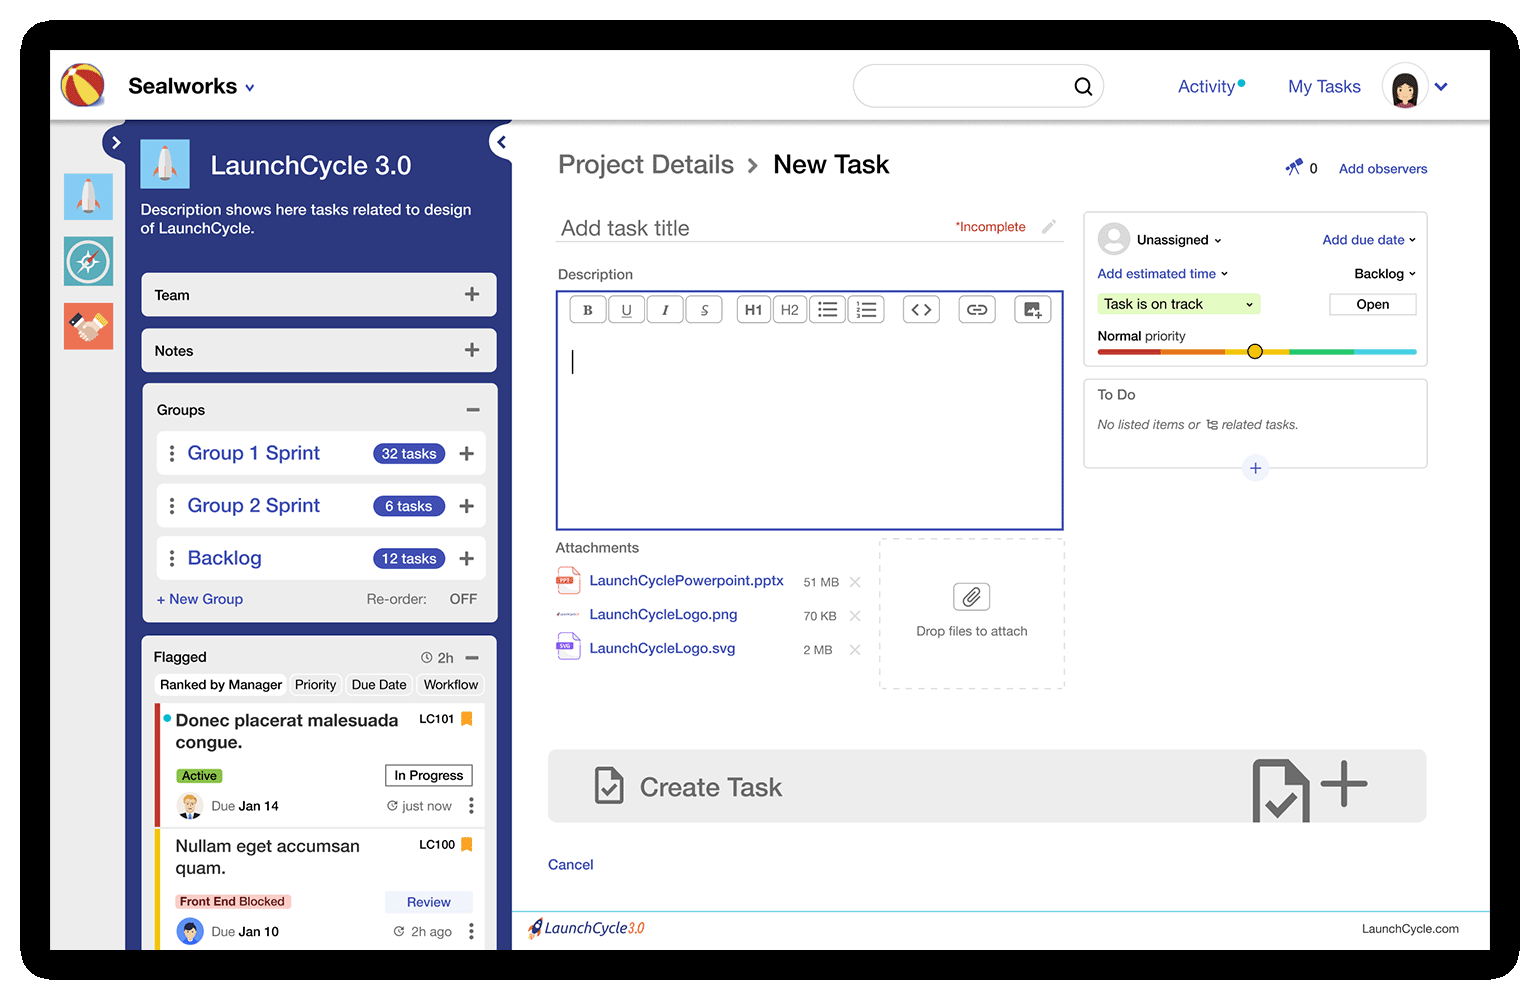 Sealworks
Activity
My Tasks
LaunchCycle 3.0
Description shows here tasks related to design
of LaunchCycle.
Team
Notes
Groups
Group 1 Sprint
32 tasks
Group 2 Sprint
6 tasks
Backlog
12 tasks
+ New Group
Re-order: OFF
Flagged
2h
Ranked by Manager Priority Due Date Workflow
Donec placerat malesuada
congue.
LC101
Active
In Progress
Due Jan 14
just now
Nullam eget accumsan
quam.
LC100
Front End Blocked
Review
Due Jan 10
2h ago
Project Details > New Task
0
Add observers
Add task title
*Incomplete
Description
B U I S H1 H2
Attachments
PPT
LaunchCyclePowerpoint.pptx
51 MB
LaunchCycleLogo.png
70 KB
SVG
LaunchCycleLogo.svg
2 MB
Drop files to attach
Unassigned
Add due date
Add estimated time
Backlog
Task is on track
Open
Normal priority
To Do
No listed items or related tasks.
Create Task
Cancel
LaunchCycle3.0
LaunchCycle.com